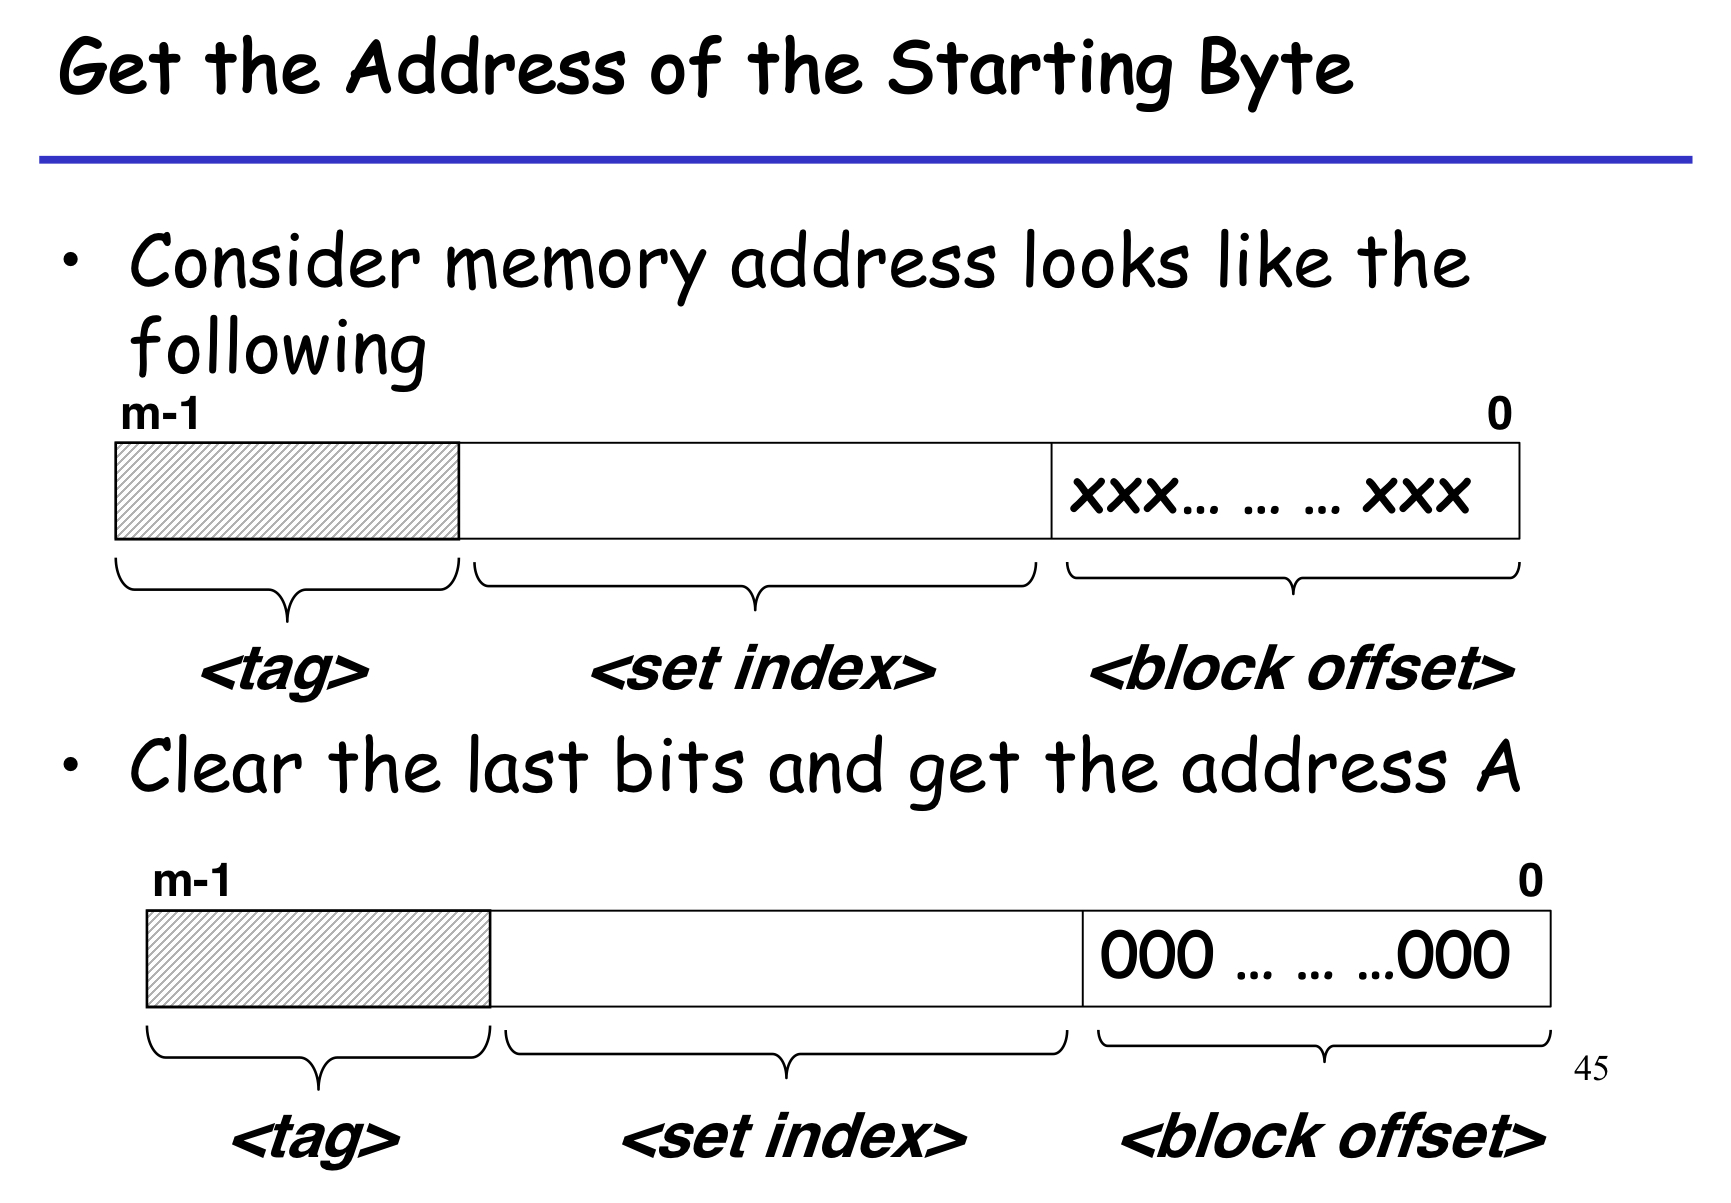 Get the Address of the Starting Byte
• Consider memory address looks like the
following
m-1 0
xxx... ... ... xxx
<tag> <set index> <block offset>
• Clear the last bits and get the address A
m-1 0
000 ... ... ...000
45
<tag> <set index> <block offset>